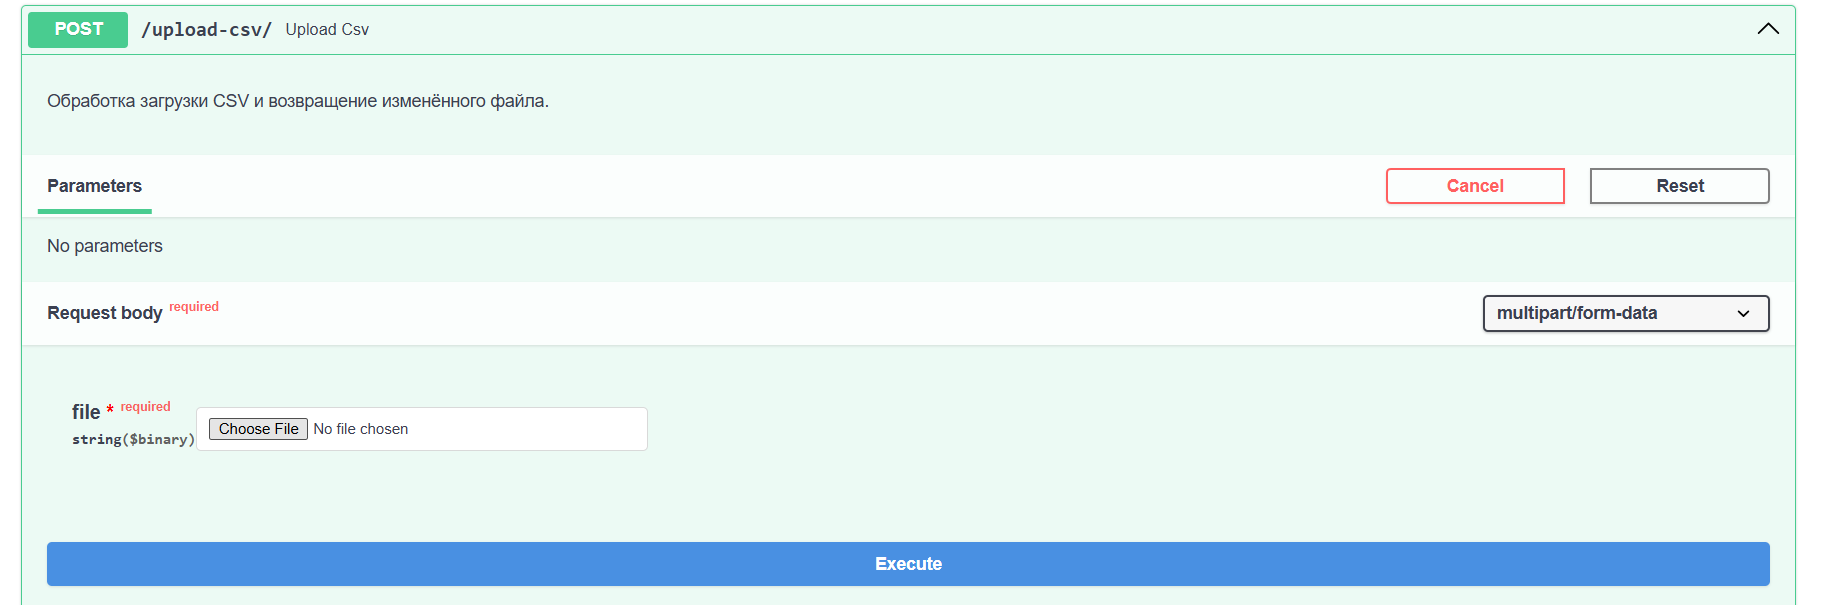 POST /upload-csv/ Upload Csv
Обработка загрузки CSV и возвращение изменённого файла.
Parameters Cancel Reset
No parameters
Request body required multipart/form-data
file * required
string($binary) Choose File No file chosen
Execute